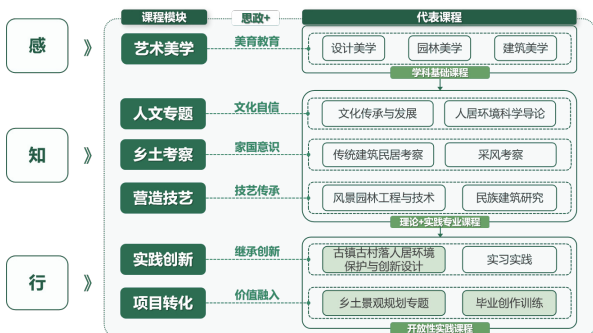 课程模块 思政+ 代表课程
感 》 艺术美学 美育教育 设计美学 园林美学 建筑美学
学科基础课程
人文专题 文化自信 文化传承与发展 人居环境科学导论
知 》 乡土考察 家国意识 传统建筑民居考察 采风考察
营造技艺 技艺传承 风景园林工程与技术 民族建筑研究
理论+实践专业课程
实践创新 继承创新 古镇古村落人居环境
保护与创新设计 实习实践
行 》 项目转化 价值融入 乡土景观规划专题 毕业创作训练
开放性实践课程